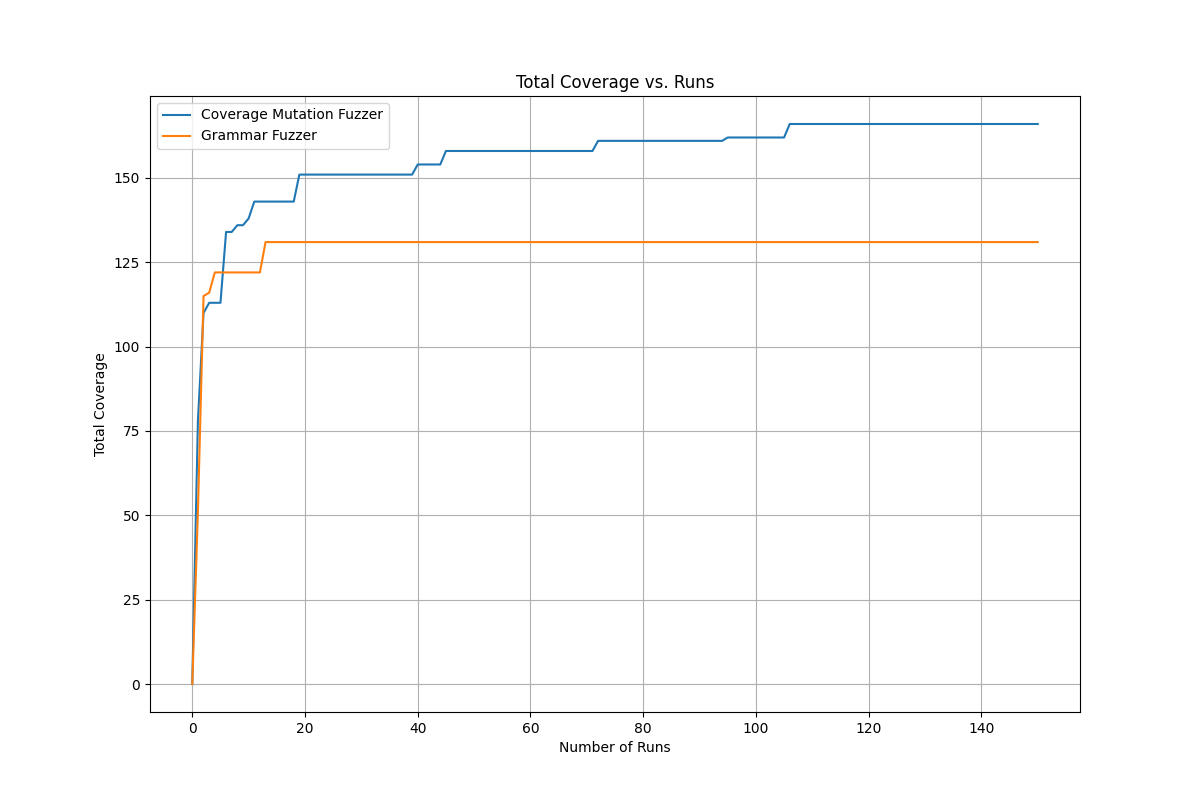 Total Coverage vs. Runs
Coverage Mutation Fuzzer
Grammar Fuzzer
Total Coverage
150
125
100
75
50
25
0
0 20 40 60 80 100 120 140
Number of Runs